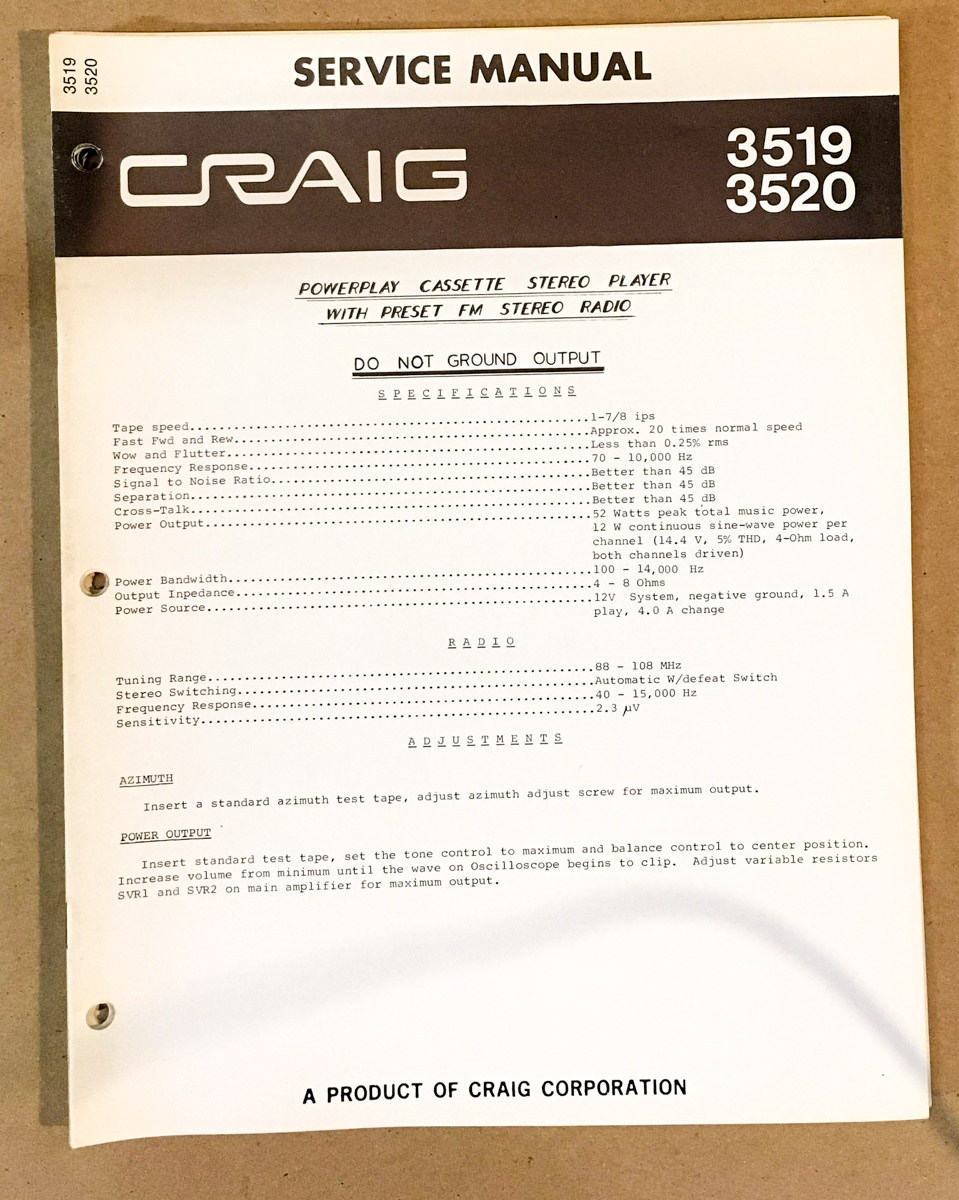 3519
3520
SERVICE MANUAL
CRAIG
3519
3520
POWERPLAY CASSETTE STEREO PLAYER
WITH PRESET FM STEREO RADIO
DO NOT GROUND OUTPUT
SPECIFICATIONS
Tape speed..........1-7/8 ips
Fast Fwd and Rew..........Approx. 20 times normal speed
Wow and Flutter..........Less than 0.25% rms
Frequency Response..........70 - 10,000 Hz
Signal to Noise Ratio..........Better than 45 dB
Separation..........Better than 45 dB
Cross-Talk..........Better than 45 dB
Power Output..........52 Watts peak total music power,
12 W continuous sine-wave power per
channel (14.4 V, 5% THD, 4-Ohm load,
both channels driven)
Power Bandwidth..........100 - 14,000 Hz
Output Inpedance..........4 - 8 Ohms
Power Source..........12V System, negative ground, 1.5 A
play, 4.0 A change
RADIO
Tuning Range..........88 - 108 MHz
Stereo Switching..........Automatic W/defeat Switch
Frequency Response..........40 - 15,000 Hz
Sensitivity..........2.3 µV
ADJUSTMENTS
AZIMUTH
Insert a standard azimuth test tape, adjust azimuth adjust screw for maximum output.
POWER OUTPUT
Insert standard test tape, set the tone control to maximum and balance control to center position.
Increase volume from minimum until the wave on Oscilloscope begins to clip. Adjust variable resistors
SVR1 and SVR2 on main amplifier for maximum output.
A PRODUCT OF CRAIG CORPORATION